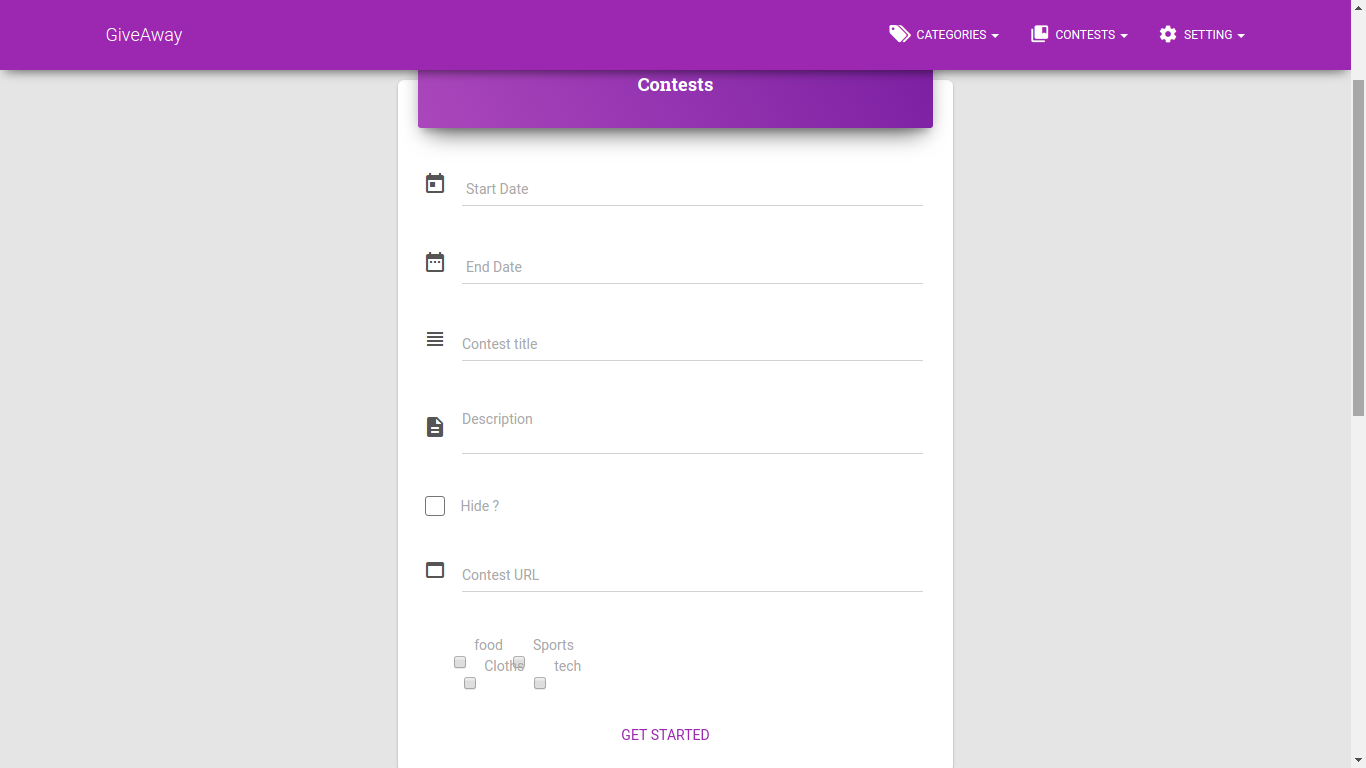 GiveAway CATEGORIES CONTESTS SETTING
Contests
Start Date
End Date
Contest title
Description
Hide ?
Contest URL
food Sports
Cloths tech
GET STARTED